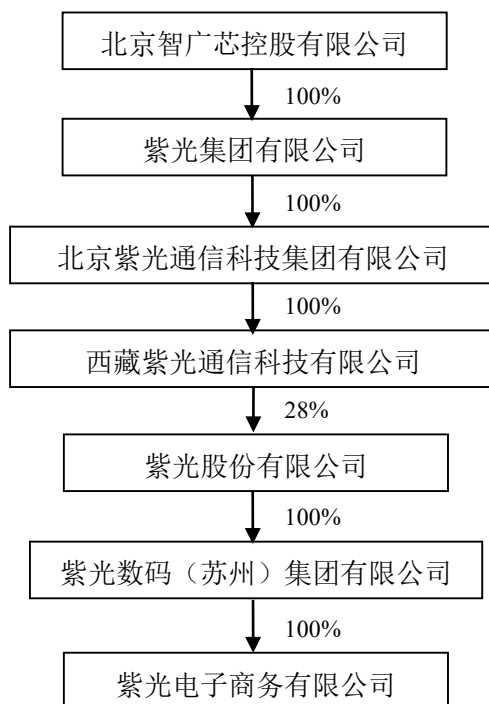 北京智广芯控股有限公司
100%
紫光集团有限公司
100%
北京紫光通信科技集团有限公司
100%
西藏紫光通信科技有限公司
28%
紫光股份有限公司
100%
紫光数码（苏州）集团有限公司
100%
紫光电子商务有限公司